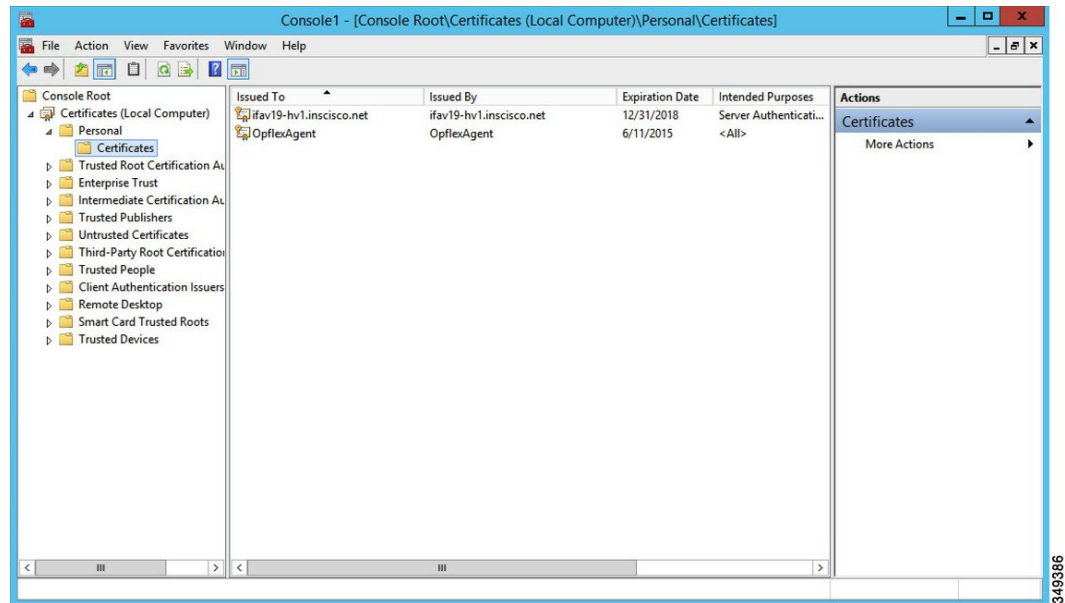 Console1 - [Console Root\Certificates (Local Computer)\Personal\Certificates]
File Action View Favorites Window Help
Console Root
Certificates (Local Computer)
Personal
Certificates
Trusted Root Certification Au
Enterprise Trust
Intermediate Certification Au
Trusted Publishers
Untrusted Certificates
Third-Party Root Certification
Trusted People
Client Authentication Issuers
Remote Desktop
Smart Card Trusted Roots
Trusted Devices
Issued To Issued By Expiration Date Intended Purposes
ifav19-hv1.inscisco.net ifav19-hv1.inscisco.net 12/31/2018 Server Authenticati...
OpflexAgent OpflexAgent 6/11/2015 <All>
Actions
Certificates
More Actions
349386